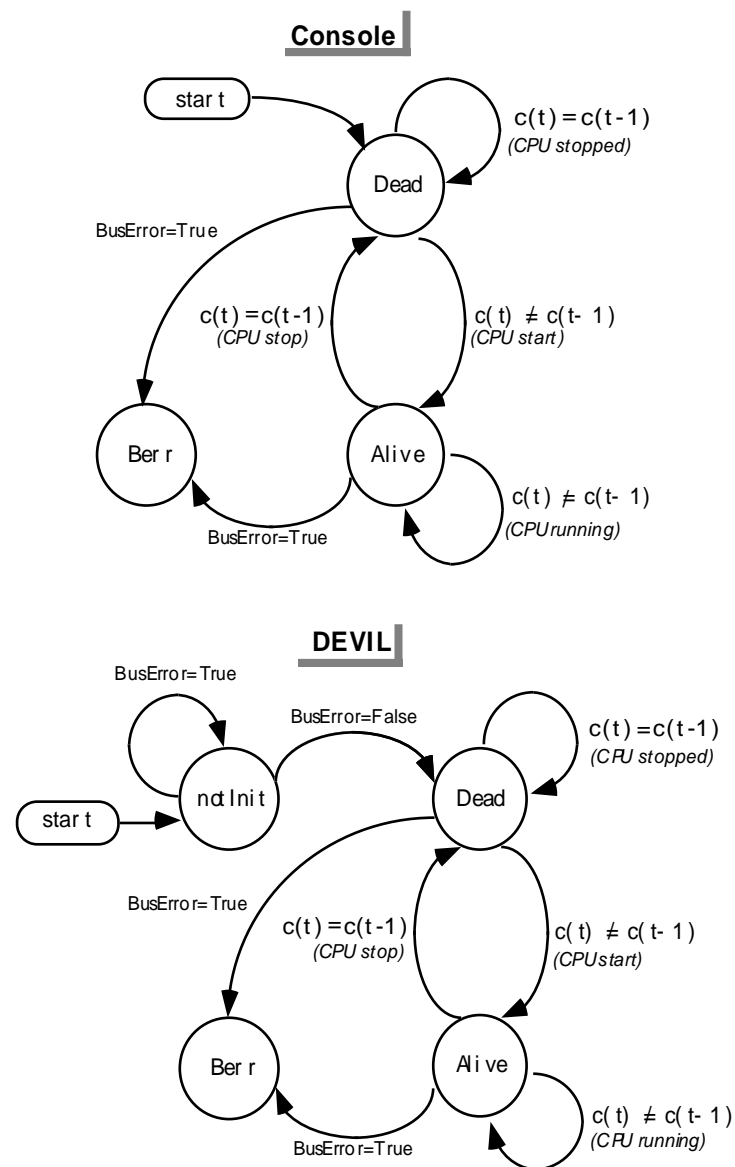 Console
start
c(t) = c(t-1)
(CPU stopped)
Dead
BusError=True
c(t) = c(t-1)
(CPU stop)
c(t) ≠ c(t-1)
(CPU start)
Berr
Alive
c(t) ≠ c(t-1)
(CPU running)
BusError=True
DEVIL
BusError=True
BusError=False
c(t) = c(t-1)
(CPU stopped)
notInit
Dead
start
BusError=True
c(t) = c(t-1)
(CPU stop)
c(t) ≠ c(t-1)
(CPU start)
Berr
Alive
c(t) ≠ c(t-1)
(CPU running)
BusError=True